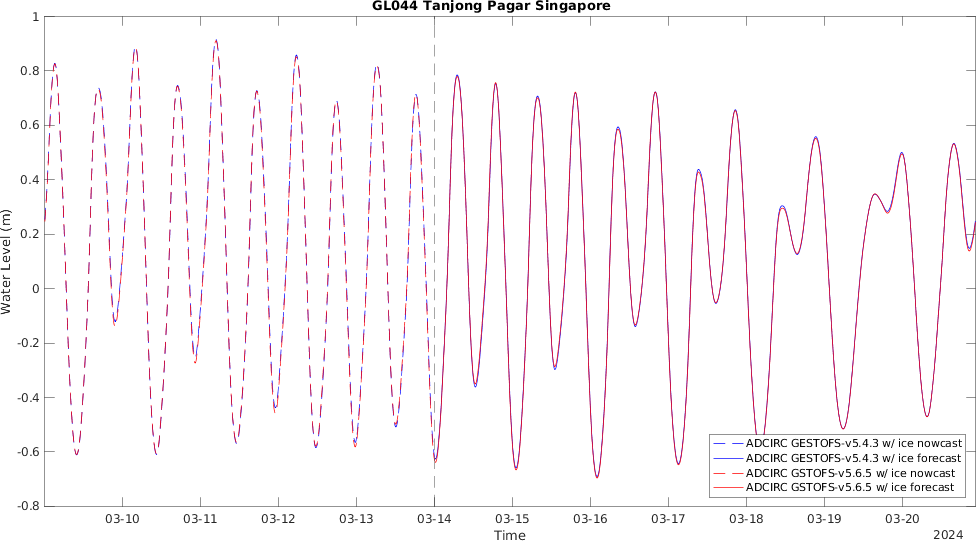 GL044 Tanjong Pagar Singapore
1
0.8
0.6
0.4
0.2
0
-0.2
-0.4
-0.6
-0.8
Water Level (m)
ADCIRC GESTOFS-v5.4.3 w/ ice nowcast
ADCIRC GESTOFS-v5.4.3 w/ ice forecast
ADCIRC GSTOFS-v5.6.5 w/ ice nowcast
ADCIRC GSTOFS-v5.6.5 w/ ice forecast
03-10 03-11 03-12 03-13 03-14 03-15 03-16 03-17 03-18 03-19 03-20
Time
2024